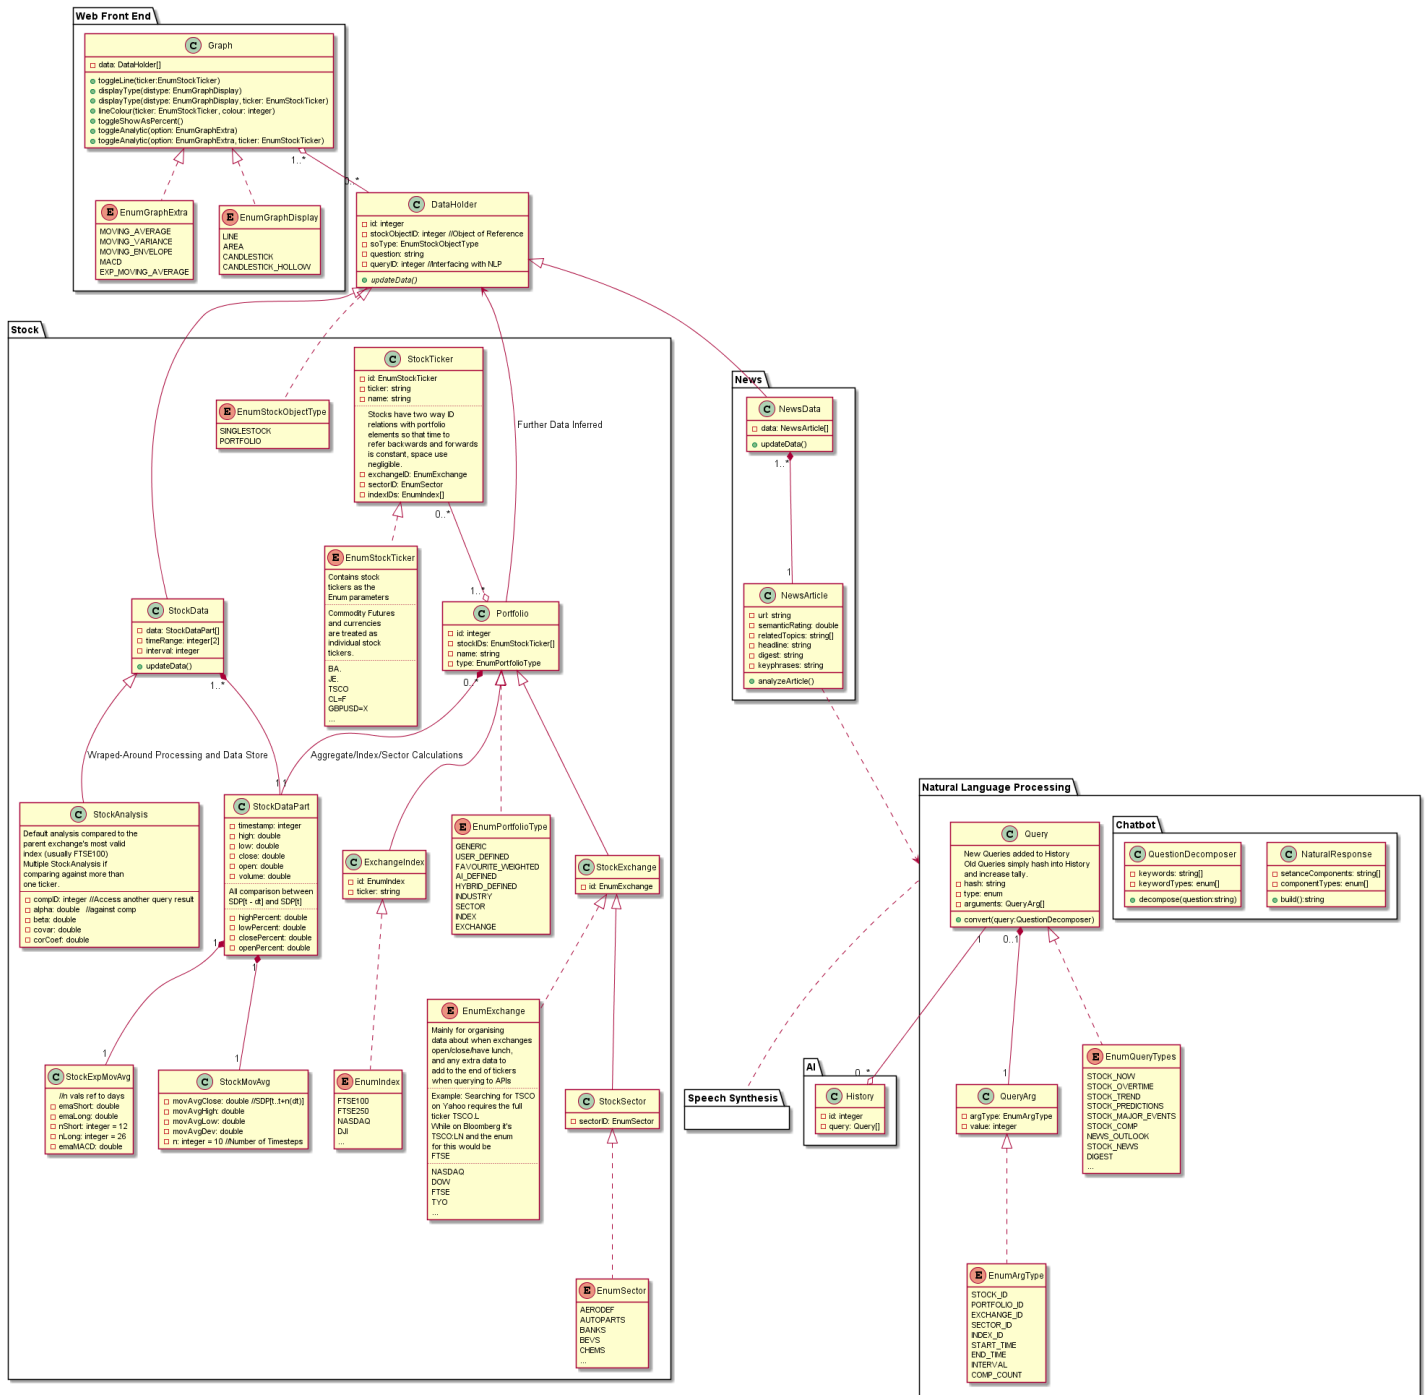 Web Front End
C Graph
data: DataHolder[]
toggleLine(ticker:EnumStockTicker)
displayType(distype: EnumGraphDisplay)
displayType(distype: EnumGraphDisplay, ticker: EnumStockTicker)
lineColour(ticker: EnumStockTicker, colour: integer)
toggleShowAsPercent()
toggleAnalytic(option: EnumGraphExtra)
toggleAnalytic(option: EnumGraphExtra, ticker: EnumStockTicker)
1..*
0..*
E EnumGraphExtra
MOVING_AVERAGE
MOVING_VARIANCE
MOVING_ENVELOPE
MACD
EXP_MOVING_AVERAGE
E EnumGraphDisplay
LINE
AREA
CANDLESTICK
CANDLESTICK_HOLLOW
C DataHolder
id: integer
stockObjectID: integer //Object of Reference
soType: EnumStockObjectType
question: string
queryID: integer //Interfacing with NLP
updateData()
Stock
C StockTicker
id: EnumStockTicker
ticker: string
name: string
Stocks have two way ID
relations with portfolio
elements so that time to
refer backwards and forwards
is constant, space use
negligible.
exchangeID: EnumExchange
sectorID: EnumSector
indexIDs: EnumIndex[]
0..*
1..*
E EnumStockObjectType
SINGLESTOCK
PORTFOLIO
Further Data Inferred
News
C NewsData
data: NewsArticle[]
updateData()
1..*
1
E EnumStockTicker
Contains stock
tickers as the
Enum parameters
Commodity Futures
and currencies
are treated as
individual stock
tickers.
BA.
JE.
TSCO
CL=F
GBPUSD=X
...
C StockData
data: StockDataPart[]
timeRange: integer[2]
interval: integer
updateData()
1..*
C Portfolio
id: integer
stockIDs: EnumStockTicker[]
name: string
type: EnumPortfolioType
0..*
C NewsArticle
url: string
semanticRating: double
relatedTopics: string[]
headline: string
digest: string
keyphrases: string
analyzeArticle()
Wraped-Around Processing and Data Store
Aggregate/Index/Sector Calculations
1 1
C StockAnalysis
Default analysis compared to the
parent exchange's most valid
index (usually FTSE100)
Multiple StockAnalysis if
comparing against more than
one ticker.
compID: integer //Access another query result
alpha: double //against comp
beta: double
covar: double
corCoef: double
C StockDataPart
timestamp: integer
high: double
low: double
close: double
open: double
volume: double
All comparison between
SDP[t - dt] and SDP[t]
highPercent: double
lowPercent: double
closePercent: double
openPercent: double
1
1
C ExchangeIndex
id: EnumIndex
ticker: string
E EnumPortfolioType
GENERIC
USER_DEFINED
FAVOURITE_WEIGHTED
AI_DEFINED
HYBRID_DEFINED
INDUSTRY
SECTOR
INDEX
EXCHANGE
C StockExchange
id: EnumExchange
Natural Language Processing
C Query
New Queries added to History
Old Queries simply hash into History
and increase tally.
hash: string
type: enum
arguments: QueryArg[]
convert(query:QuestionDecomposer)
1
0..1
Chatbot
C QuestionDecomposer
keywords: string[]
keywordTypes: enum[]
decompose(question:string)
C NaturalResponse
setanceComponents: string[]
componentTypes: enum[]
build():string
E EnumExchange
Mainly for organising
data about when exchanges
open/close/have lunch,
and any extra data to
add to the end of tickers
when querying to APIs
Example: Searching for TSCO
on Yahoo requires the full
ticker TSCO.L
While on Bloomberg it's
TSCO:LN and the enum
for this would be
FTSE
NASDAQ
DOW
FTSE
TYO
...
1
1
C StockExpMovAvg
//n vals ref to days
emaShort: double
emaLong: double
nShort: integer = 12
nLong: integer = 26
emaMACD: double
C StockMovAvg
movAvgClose: double //SDP[t..t+n(dt)]
movAvgHigh: double
movAvgLow: double
movAvgDev: double
n: integer = 10 //Number of Timesteps
E EnumIndex
FTSE100
FTSE250
NASDAQ
DJI
...
C StockSector
sectorID: EnumSector
Speech Synthesis
AI
0..*
C History
id: integer
query: Query[]
1
C QueryArg
argType: EnumArgType
value: integer
E EnumQueryTypes
STOCK_NOW
STOCK_OVERTIME
STOCK_TREND
STOCK_PREDICTIONS
STOCK_MAJOR_EVENTS
STOCK_COMP
NEWS_OUTLOOK
STOCK_NEWS
DIGEST
...
E EnumSector
AERODEF
AUTOPARTS
BANKS
BEVS
CHEMS
...
E EnumArgType
STOCK_ID
PORTFOLIO_ID
EXCHANGE_ID
SECTOR_ID
INDEX_ID
START_TIME
END_TIME
INTERVAL
COMP_COUNT